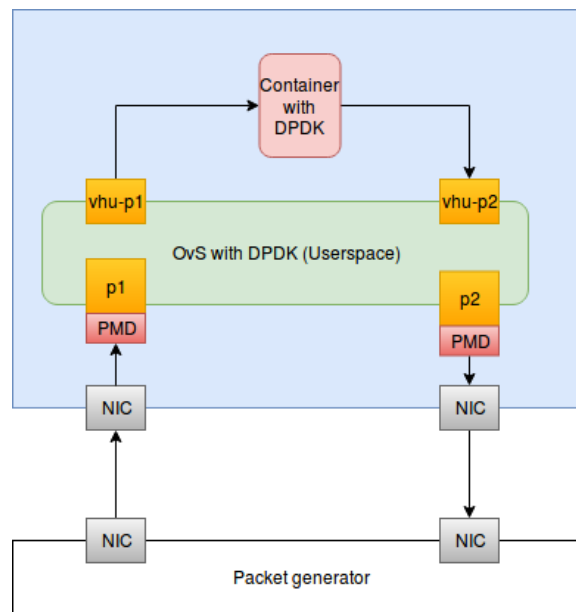 Container
with
DPDK
vhu-p1
vhu-p2
OvS with DPDK (Userspace)
p1
p2
PMD
PMD
NIC
NIC
NIC
NIC
Packet generator